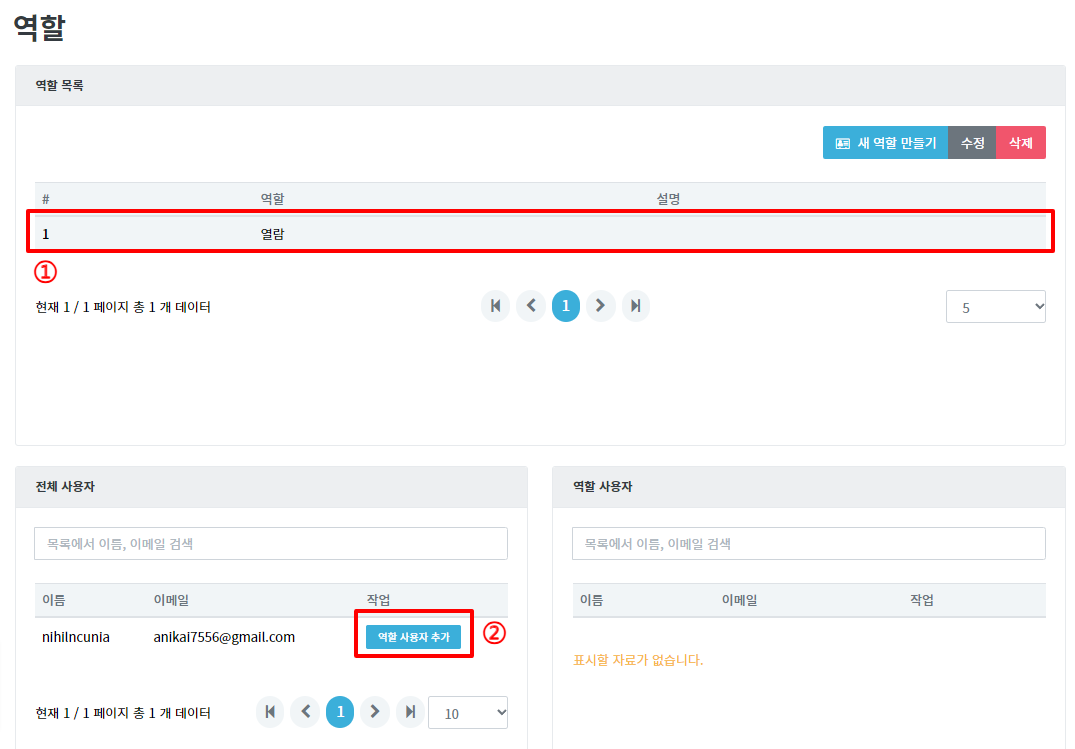 역할
역할 목록
새 역할 만들기 수정 삭제
# 역할 설명
1 열람
①
현재 1 / 1 페이지 총 1 개 데이터 1 5
전체 사용자
목록에서 이름, 이메일 검색
이름 이메일 작업
nihilncunia anikai7556@gmail.com 역할 사용자 추가 ②
현재 1 / 1 페이지 총 1 개 데이터 1 10
역할 사용자
목록에서 이름, 이메일 검색
이름 이메일 작업
표시할 자료가 없습니다.